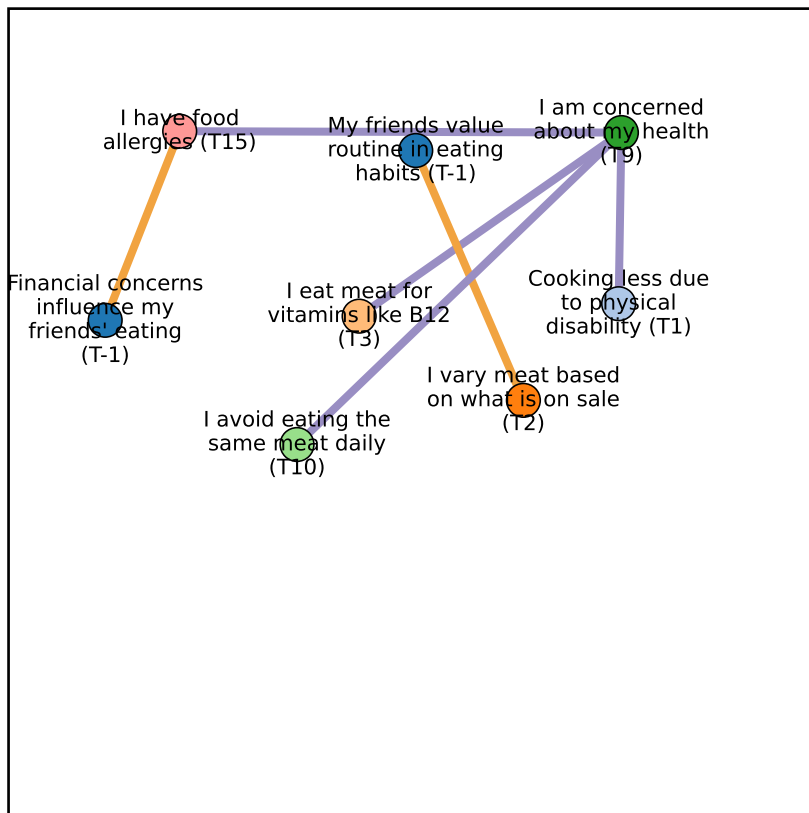 I have food
allergies (T15)
My friends value
routine in eating
habits (T-1)
I am concerned
about my health
(T9)
Financial concerns
influence my
friends' eating
(T-1)
I eat meat for
vitamins like B12
(T3)
Cooking less due
to physical
disability (T1)
I vary meat based
on what is on sale
(T2)
I avoid eating the
same meat daily
(T10)